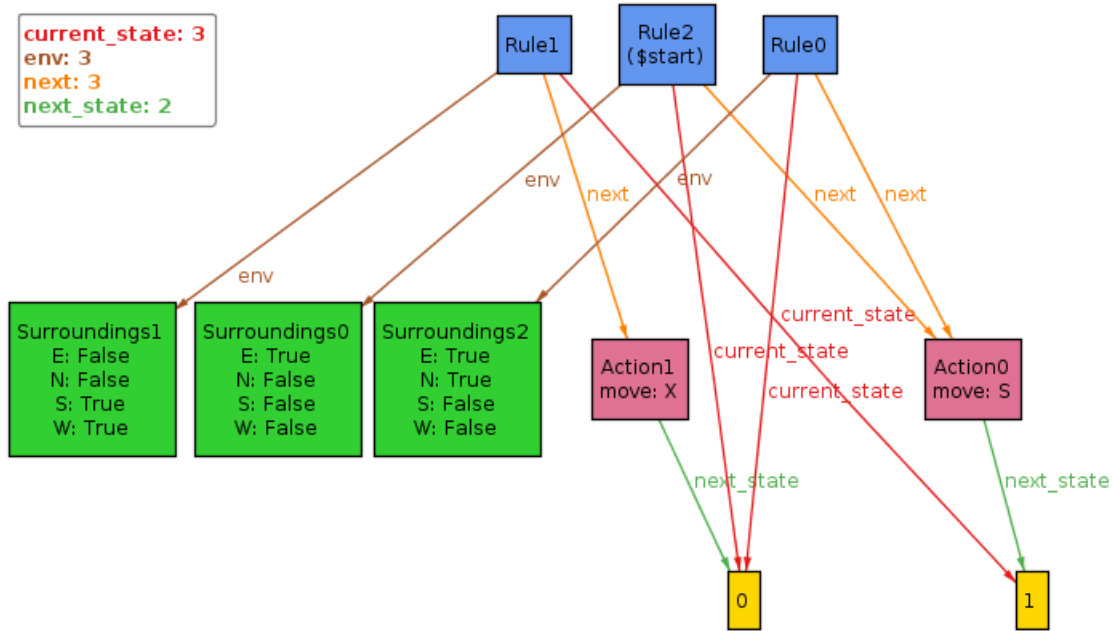 current_state: 3
env: 3
next: 3
next_state: 2
Rule1
Rule2
($start)
Rule0
env
next
env
next
next
env
Surroundings1
E: False
N: False
S: True
W: True
Surroundings0
E: True
N: False
S: False
W: False
Surroundings2
E: True
N: True
S: False
W: False
current_state
current_state
current_state
Action1
move: X
Action0
move: S
next_state
next_state
0
1